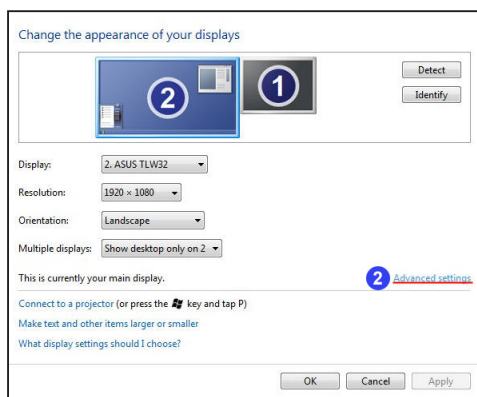 Change the appearance of your displays
2
1
Detect
Identify
Display:
2. ASUS TLW32
Resolution:
1920 × 1080
Orientation:
Landscape
Multiple displays:
Show desktop only on 2
This is currently your main display.
2 Advanced settings
Connect to a projector (or press the key and tap P)
Make text and other items larger or smaller
What display settings should I choose?
OK
Cancel
Apply